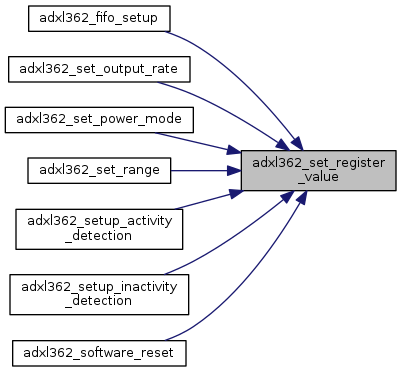 adxl362_fifo_setup
adxl362_set_output_rate
adxl362_set_power_mode
adxl362_set_range
adxl362_setup_activity
_detection
adxl362_setup_inactivity
_detection
adxl362_software_reset
adxl362_set_register
_value